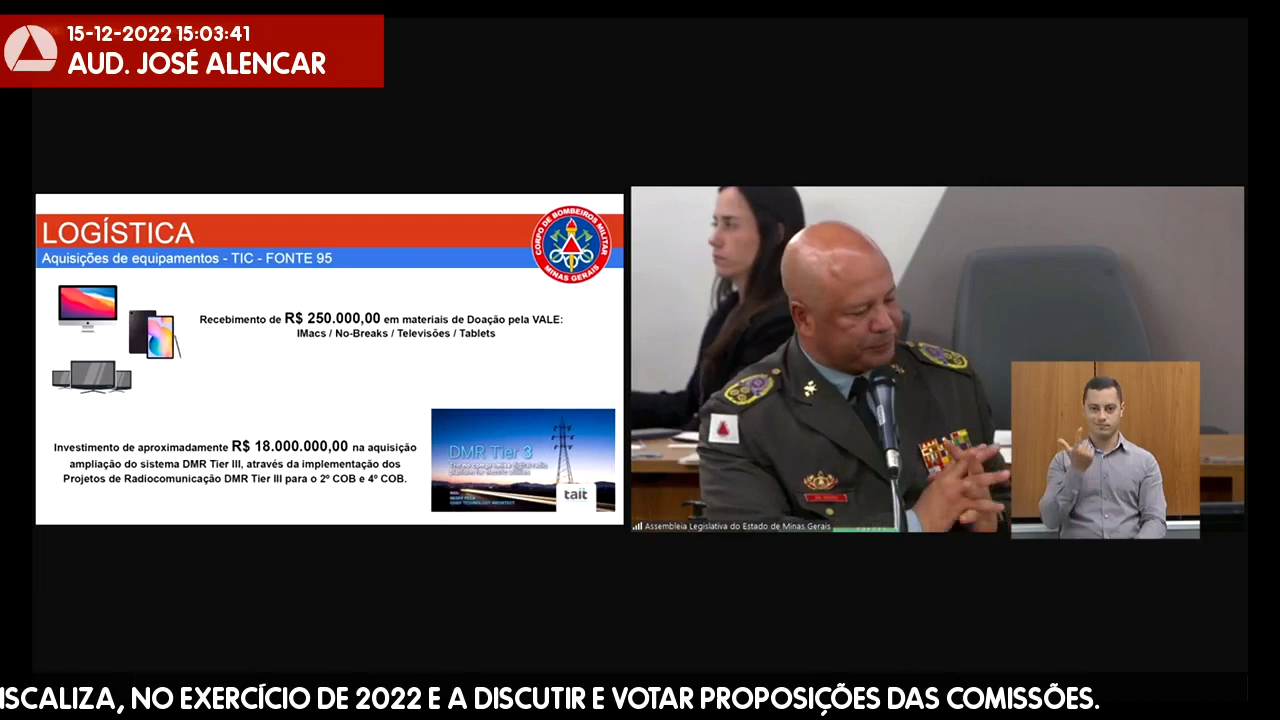 15-12-2022 15:03:41
AUD. JOSÉ ALENCAR
LOGÍSTICA
Aquisições de equipamentos - TIC - FONTE 95
CORPO DE BOMBEIROS MILITAR
MINAS GERAIS
Recebimento de R$ 250.000,00 em materiais de Doação pela VALE:
IMacs / No-Breaks / Televisões / Tablets
Investimento de aproximadamente R$ 18.000.000,00 na aquisição
ampliação do sistema DMR Tier III, através da implementação dos
Projetos de Radiocomunicação DMR Tier III para o 2º COB e 4º COB.
DMR Tier 3
tait
Assembleia Legislativa do Estado de Minas Gerais
ISCALIZA, NO EXERCÍCIO DE 2022 E A DISCUTIR E VOTAR PROPOSIÇÕES DAS COMISSÕES.